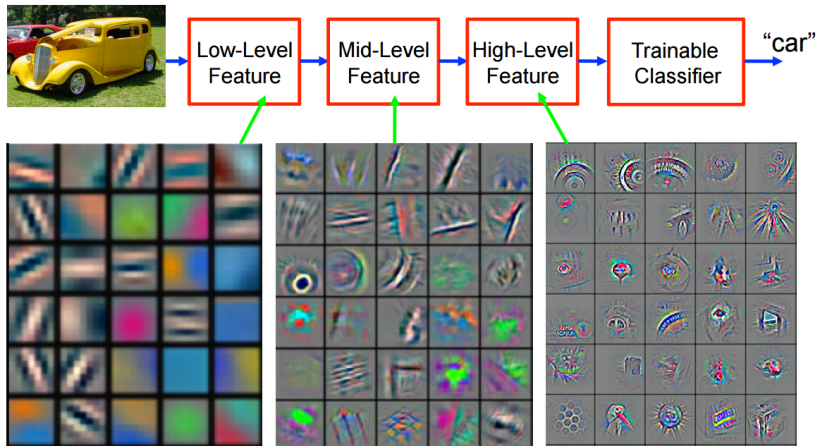 Low-Level
Feature
Mid-Level
Feature
High-Level
Feature
Trainable
Classifier
“car”